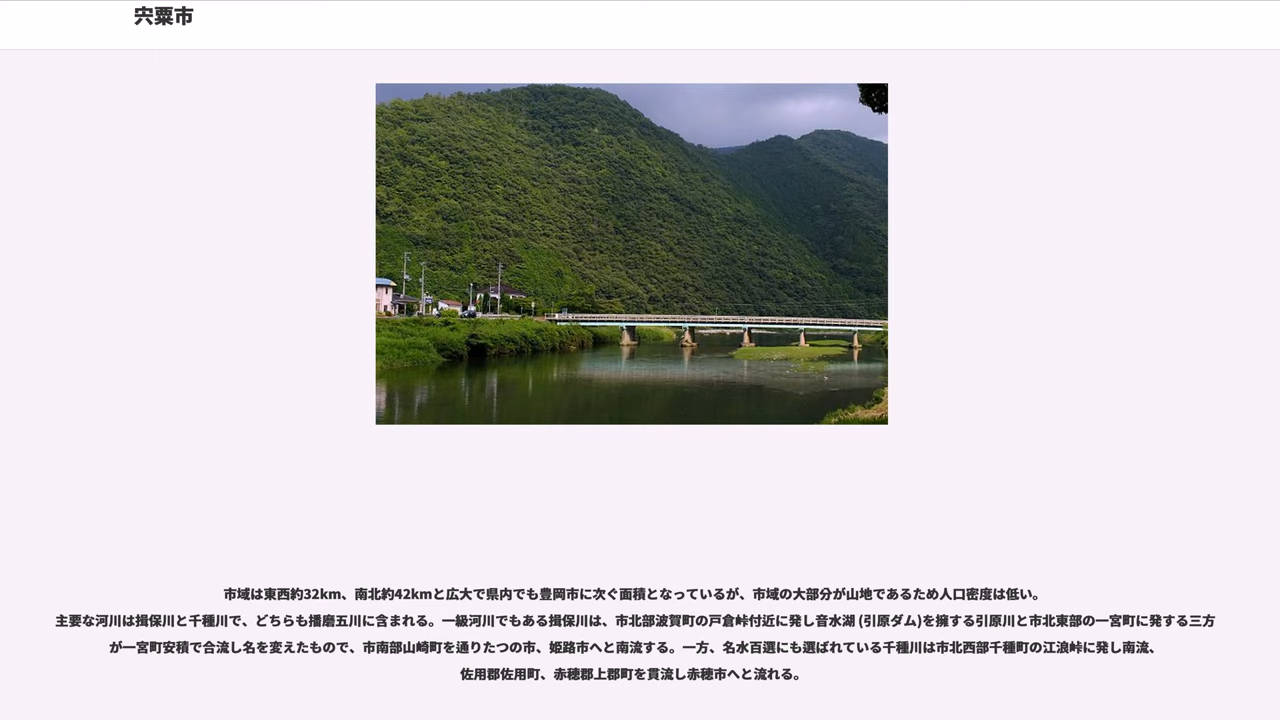 宍粟市
市域は東西約32km、南北約42kmと広大で県内でも豊岡市に次ぐ面積となっているが、市域の大部分が山地であるため人口密度は低い。
主要な河川は揖保川と千種川で、どちらも播磨五川に含まれる。一級河川でもある揖保川は、市北部波賀町の戸倉峠付近に発し音水湖 (引原ダム)を擁する引原川と市北東部の一宮町に発する三方
が一宮町安積で合流し名を変えたもので、市南部山崎町を通りたつの市、姫路市へと南流する。一方、名水百選にも選ばれている千種川は市北西部千種町の江浪峠に発し南流、
佐用郡佐用町、赤穂郡上郡町を貫流し赤穂市へと流れる。